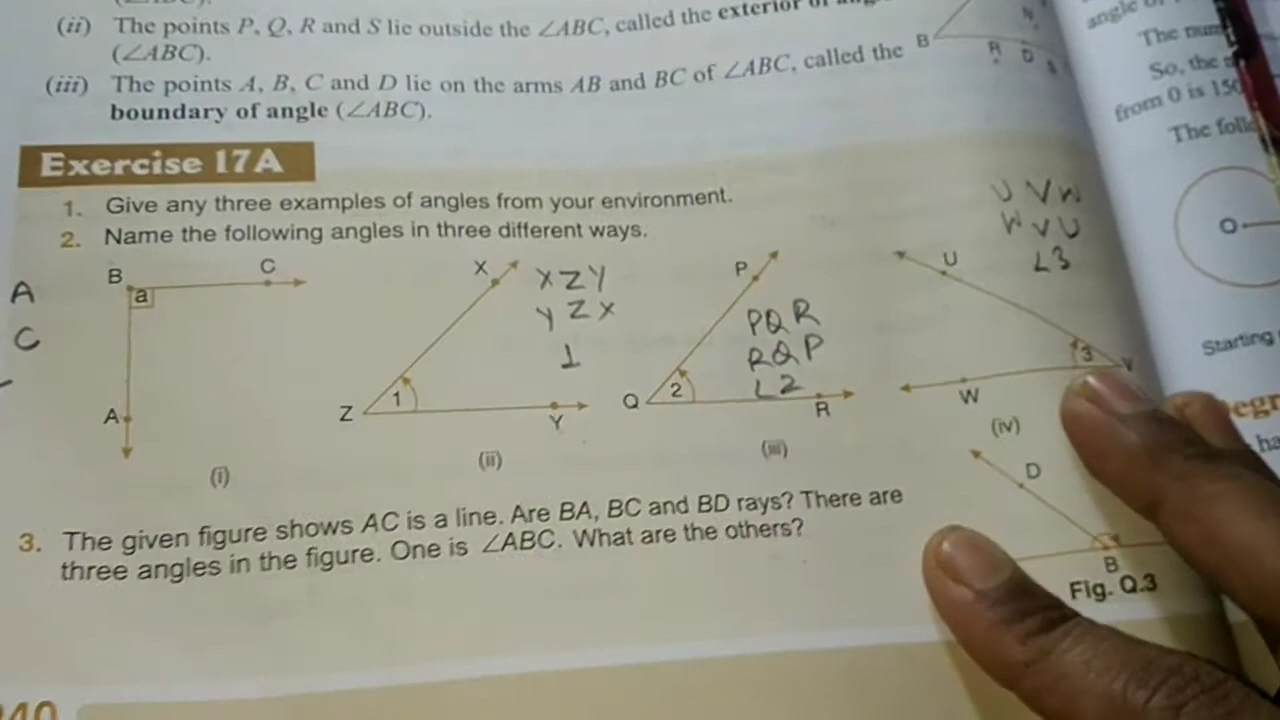 (ii) The points P, Q, R and S lie outside the ∠ABC, called the exterior of
(∠ABC).
(iii) The points A, B, C and D lie on the arms AB and BC of ∠ABC, called the
boundary of angle (∠ABC).
B
R
D
angle
The
So, the
from 0 is
The
O
Starting
Exercise 17A
1. Give any three examples of angles from your environment.
2. Name the following angles in three different ways.
A
C
B
C
a
A
(i)
X
XZY
YZX
1
Z
1
Y
(ii)
P
PQR
RQP
∠2
Q
2
R
(iii)
UVW
WVU
∠3
U
3
V
W
(iv)
3. The given figure shows AC is a line. Are BA, BC and BD rays? There are
three angles in the figure. One is ∠ABC. What are the others?
D
B
Fig. Q.3